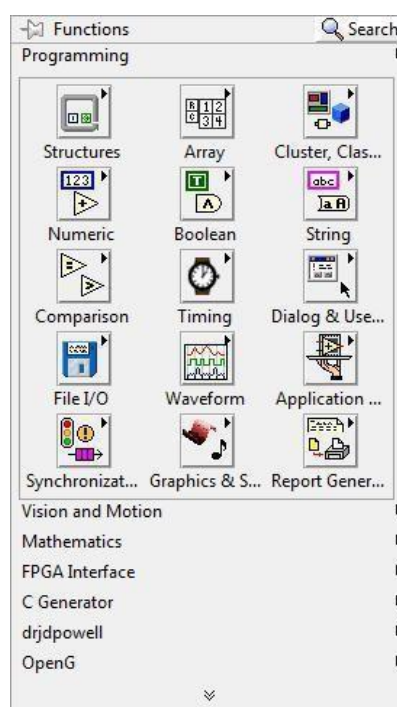 Functions Search
Programming
Structures Array Cluster, Clas...
Numeric Boolean String
Comparison Timing Dialog & Use...
File I/O Waveform Application ...
Synchronizat... Graphics & S... Report Gener...
Vision and Motion
Mathematics
FPGA Interface
C Generator
drjdpowell
OpenG